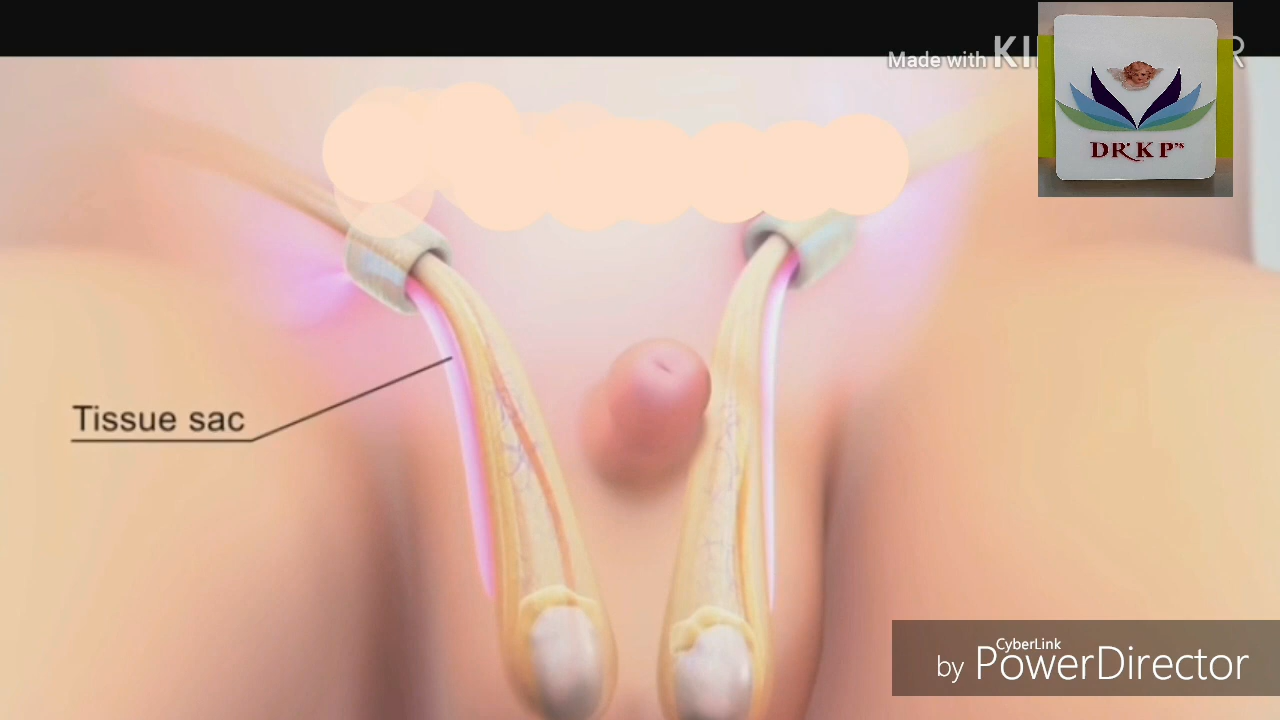 Made with KI
R
DR. K P'S
Tissue sac
CyberLink
by PowerDirector